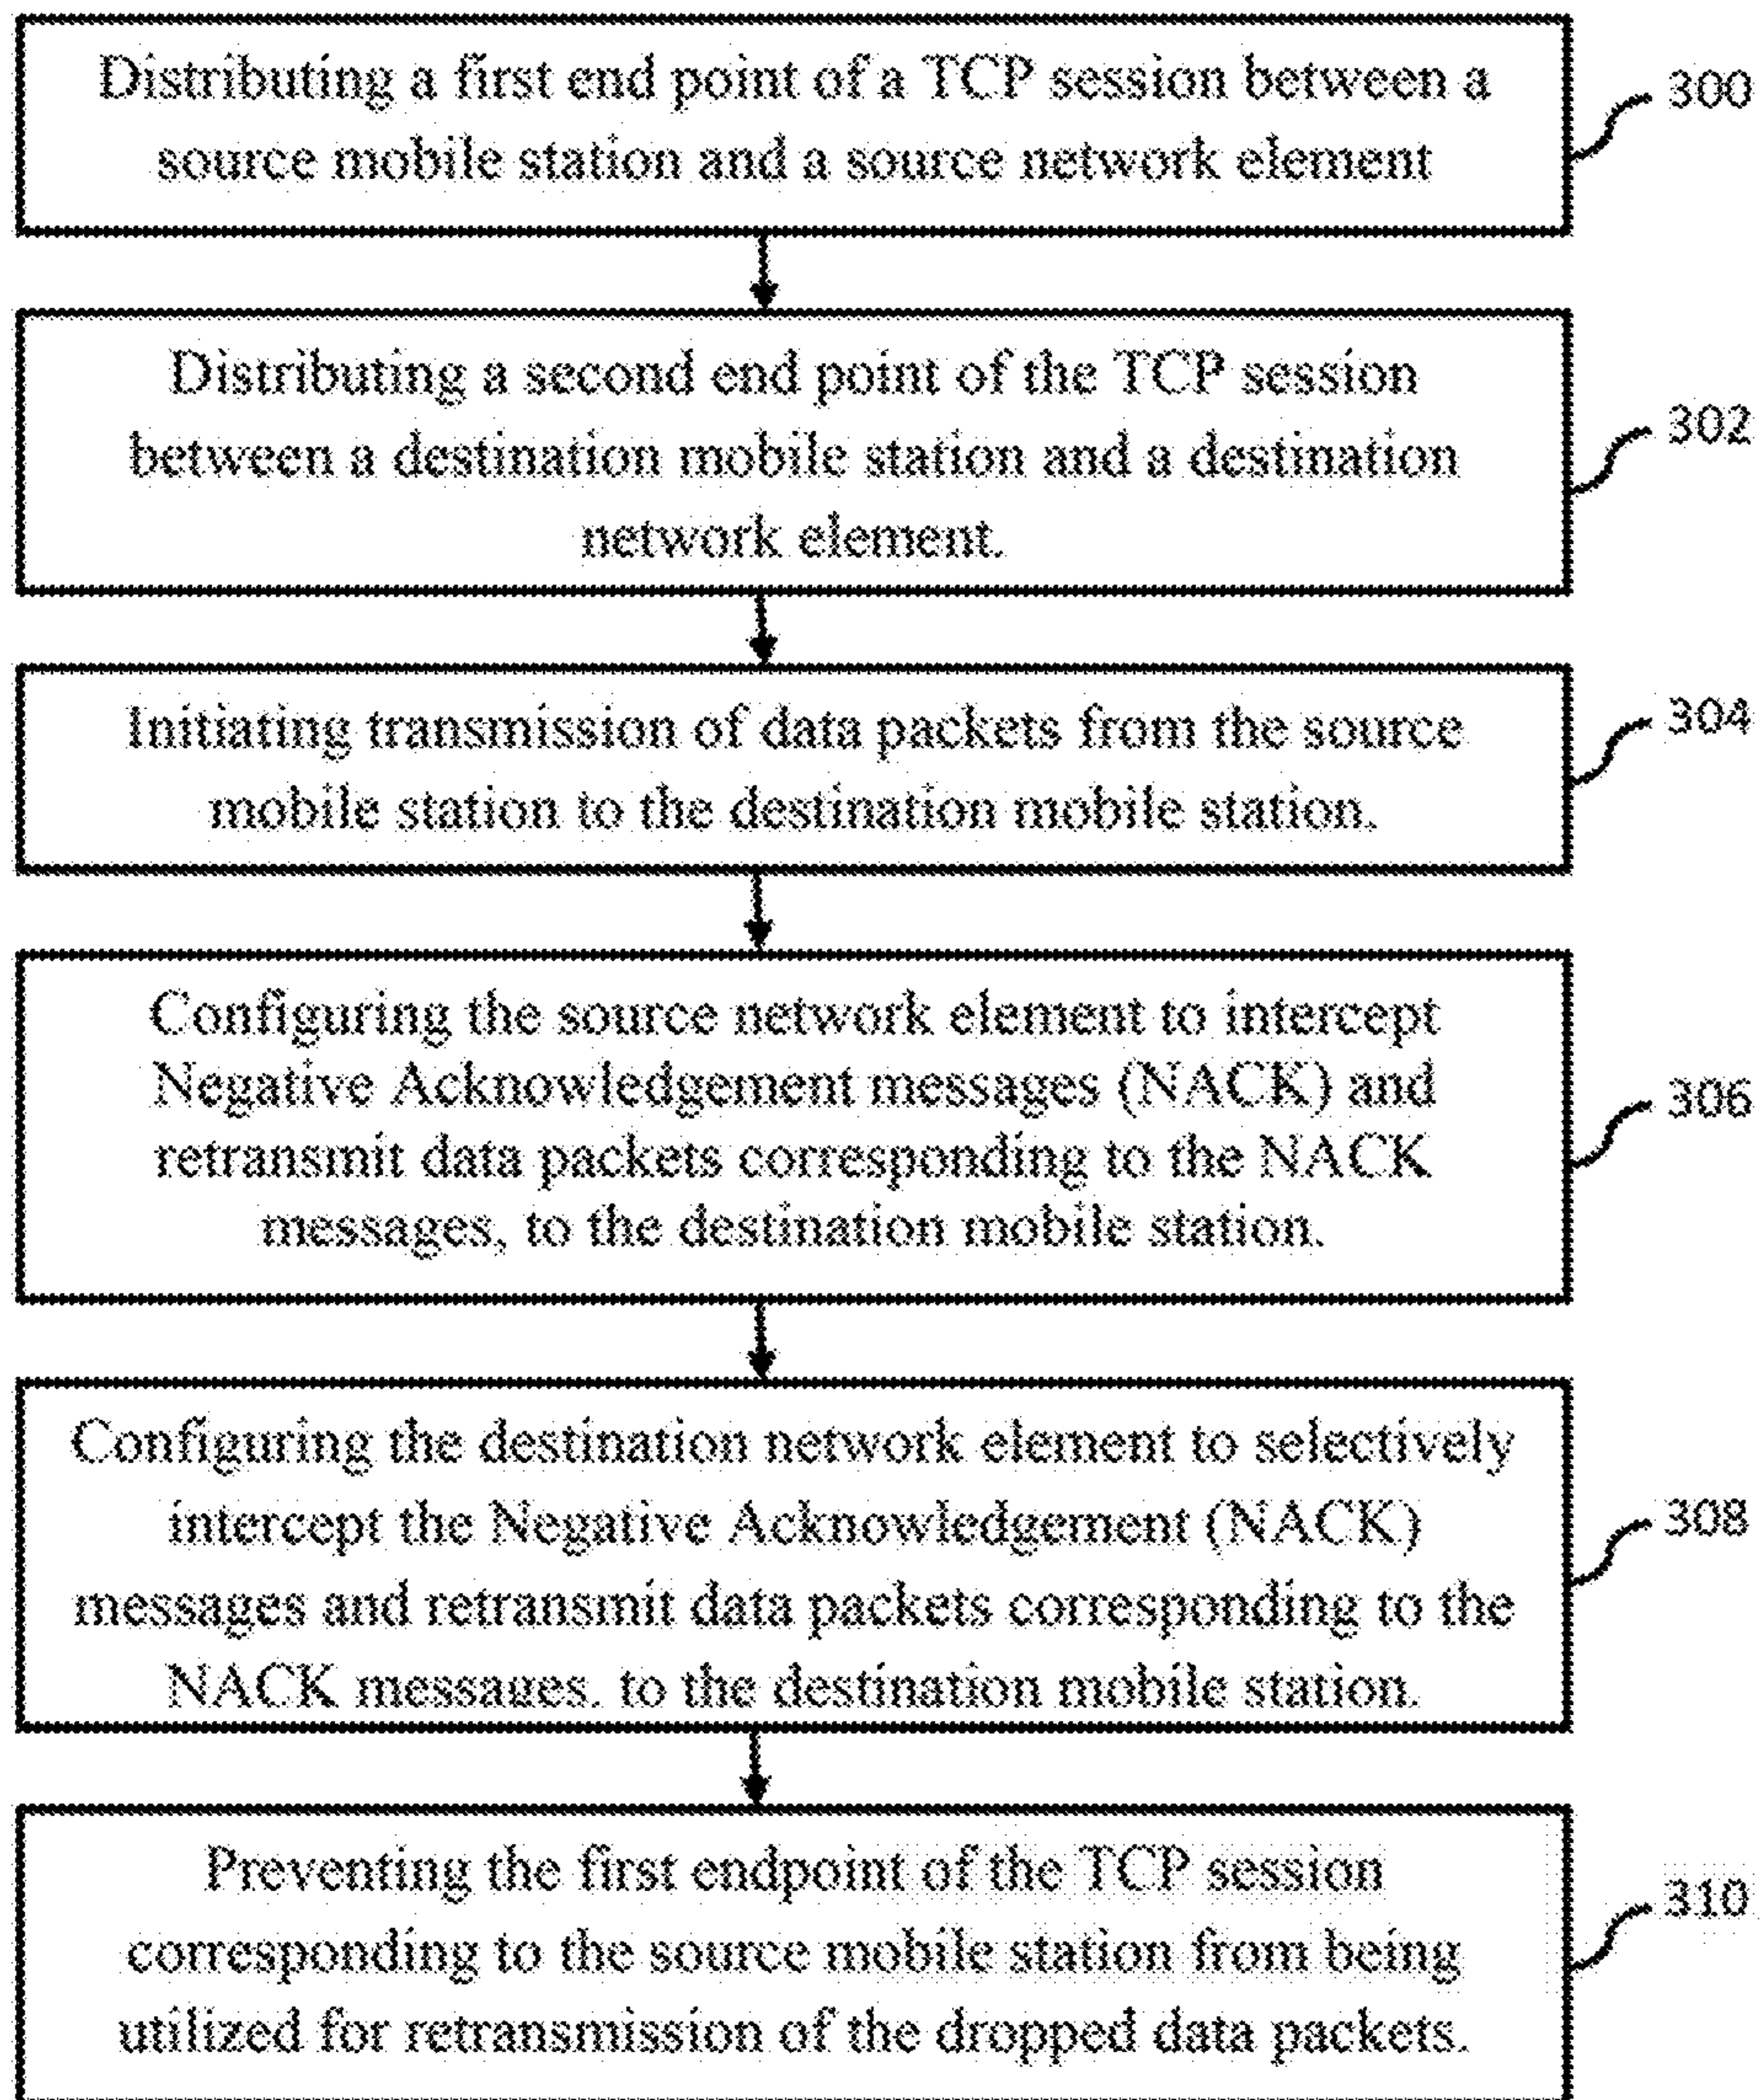 Distributing a first end point of a TCP session between a
source mobile station and a source network element
300
Distributing a second end point of the TCP session
between a destination mobile station and a destination
network element.
302
Initiating transmission of data packets from the source
mobile station to the destination mobile station.
304
Configuring the source network element to intercept
Negative Acknowledgement messages (NACK) and
retransmit data packets corresponding to the NACK
messages, to the destination mobile station.
306
Configuring the destination network element to selectively
intercept the Negative Acknowledgement (NACK)
messages and retransmit data packets corresponding to the
NACK messages. to the destination mobile station.
308
Preventing the first endpoint of the TCP session
corresponding to the source mobile station from being
utilized for retransmission of the dropped data packets.
310